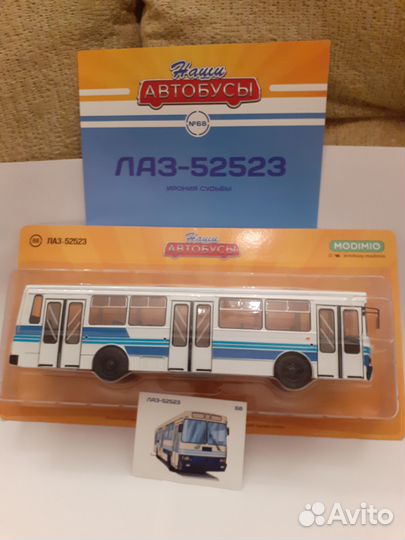 Наши
АВТОБУСЫ
№68
ЛАЗ-52523
ИРОНИЯ СУДЬБЫ
68 ЛАЗ-52523
Наши
АВТОБУСЫ
MODIMIO
ЛАЗ-52523
68
Avito